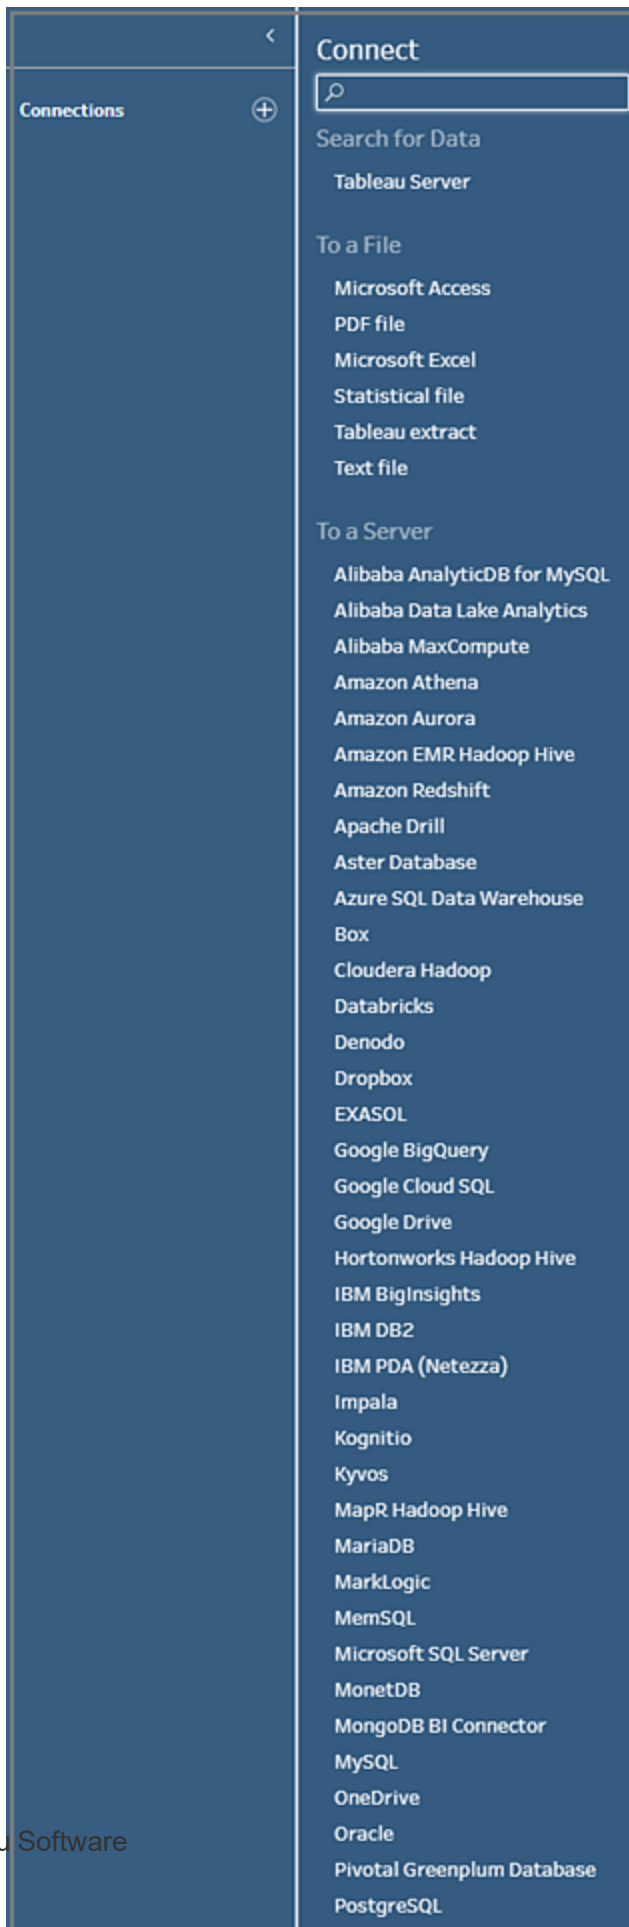 Connections
Connect
Search for Data
Tableau Server
To a File
Microsoft Access
PDF file
Microsoft Excel
Statistical file
Tableau extract
Text file
To a Server
Alibaba AnalyticDB for MySQL
Alibaba Data Lake Analytics
Alibaba MaxCompute
Amazon Athena
Amazon Aurora
Amazon EMR Hadoop Hive
Amazon Redshift
Apache Drill
Aster Database
Azure SQL Data Warehouse
Box
Cloudera Hadoop
Databricks
Denodo
Dropbox
EXASOL
Google BigQuery
Google Cloud SQL
Google Drive
Hortonworks Hadoop Hive
IBM BigInsights
IBM DB2
IBM PDA (Netezza)
Impala
Kognitio
Kyvos
MapR Hadoop Hive
MariaDB
MarkLogic
MemSQL
Microsoft SQL Server
MonetDB
MongoDB BI Connector
MySQL
OneDrive
Oracle
Pivotal Greenplum Database
PostgreSQL
Software